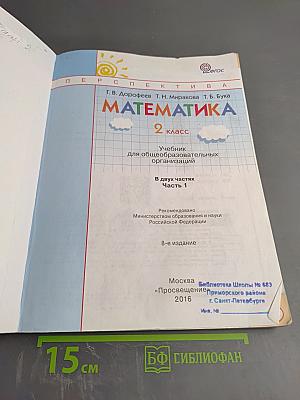 ФГОС
ПЕРСПЕКТИВА
Г. В. Дорофеев Т. Н. Миракова Т. Б. Бука
МАТЕМАТИКА
2 класс
Учебник
для общеобразовательных
организаций
В двух частях
Часть 1
Рекомендовано
Министерством образования и науки
Российской Федерации
8-е издание
Москва
«Просвещение»
2016
Библиотека Школы № 683
Приморского района
г. Санкт-Петербурга
Инв. №
15 см
БФ БИБЛИОФАН